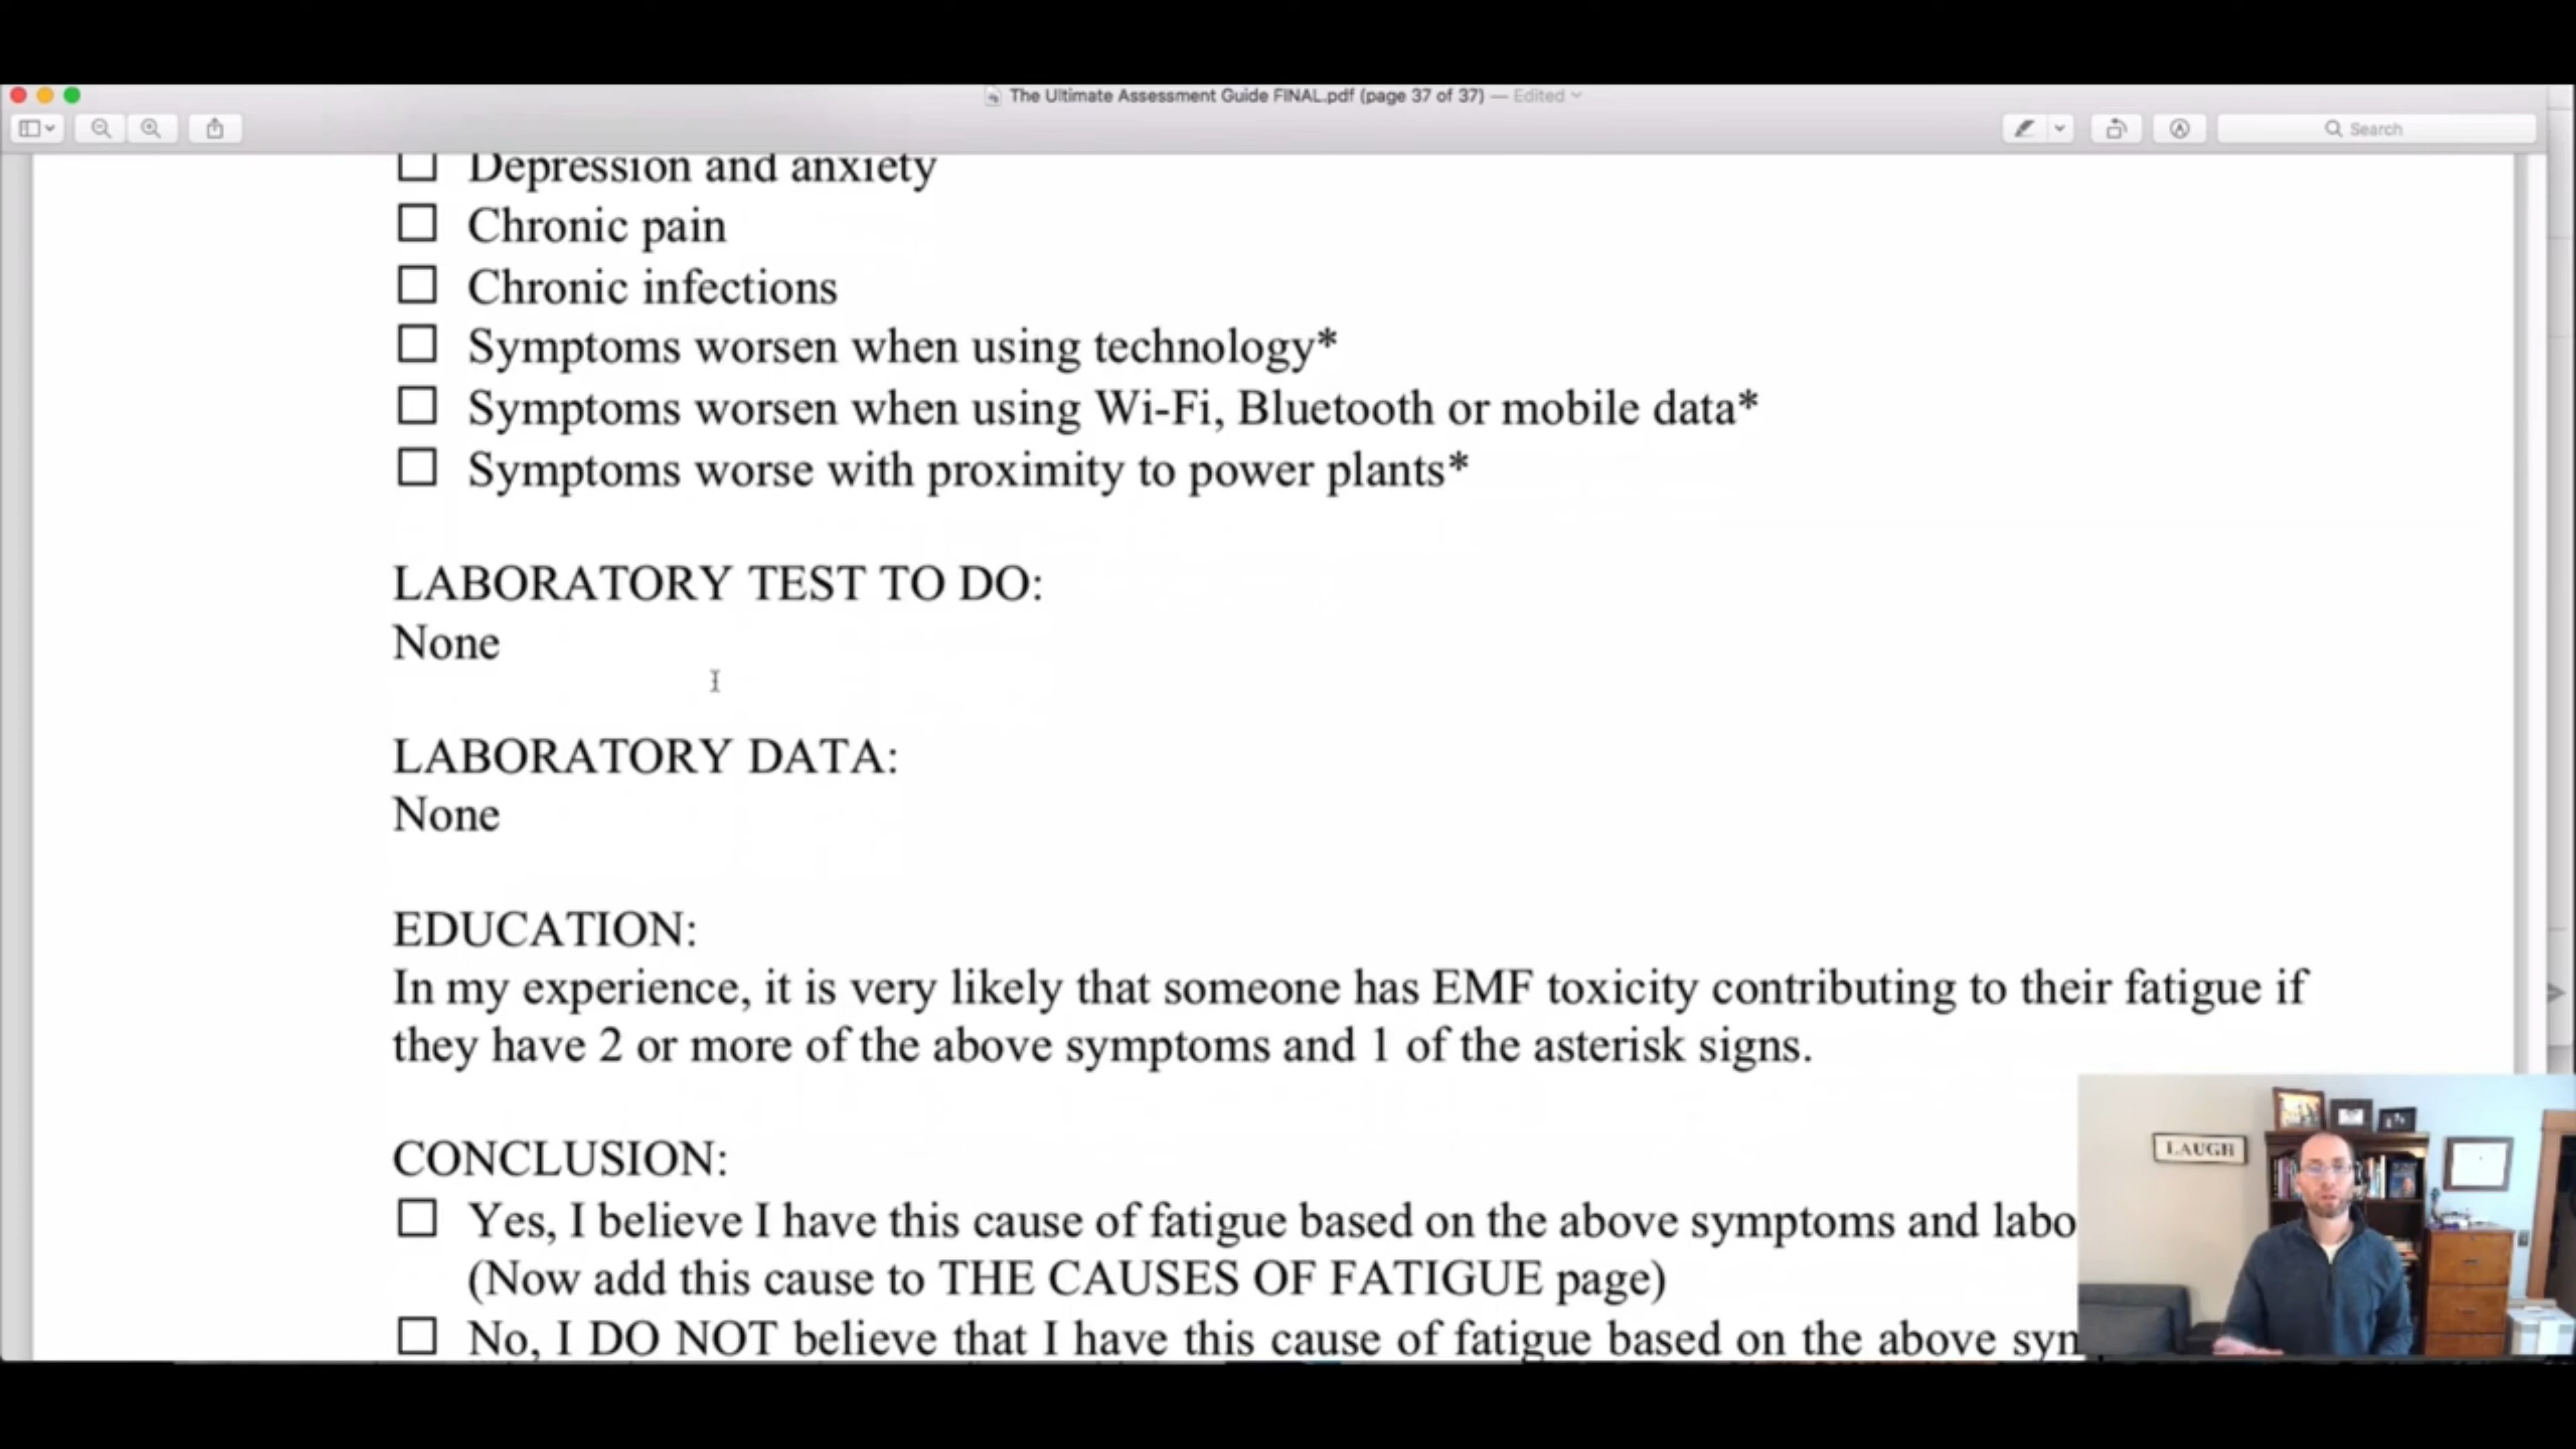 The Ultimate Assessment Guide FINAL.pdf (page 37 of 37) — Edited
Search
Depression and anxiety
Chronic pain
Chronic infections
Symptoms worsen when using technology*
Symptoms worsen when using Wi-Fi, Bluetooth or mobile data*
Symptoms worse with proximity to power plants*
LABORATORY TEST TO DO:
None
LABORATORY DATA:
None
EDUCATION:
In my experience, it is very likely that someone has EMF toxicity contributing to their fatigue if
they have 2 or more of the above symptoms and 1 of the asterisk signs.
CONCLUSION:
Yes, I believe I have this cause of fatigue based on the above symptoms and labo
(Now add this cause to THE CAUSES OF FATIGUE page)
No, I DO NOT believe that I have this cause of fatigue based on the above sym
LAUGH